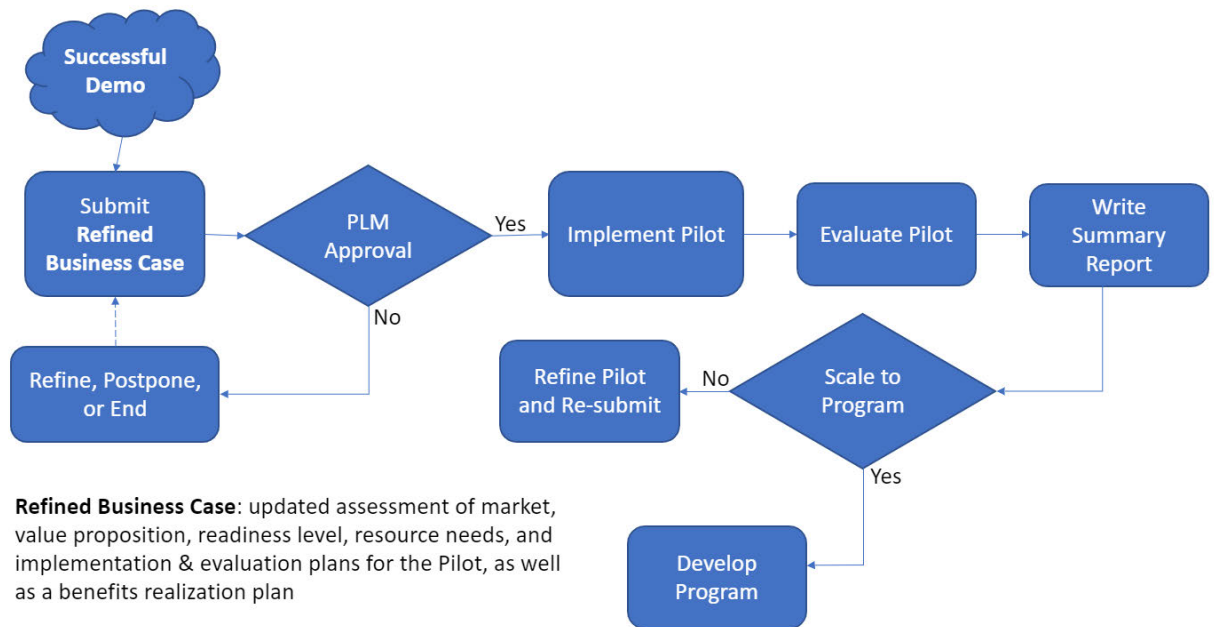 Successful
Demo
Submit
Refined
Business Case
PLM
Approval
Yes
Implement Pilot
Evaluate Pilot
Write
Summary
Report
No
Refine, Postpone,
or End
Refine Pilot
and Re-submit
No
Scale to
Program
Yes
Develop
Program
Refined Business Case: updated assessment of market,
value proposition, readiness level, resource needs, and
implementation & evaluation plans for the Pilot, as well
as a benefits realization plan